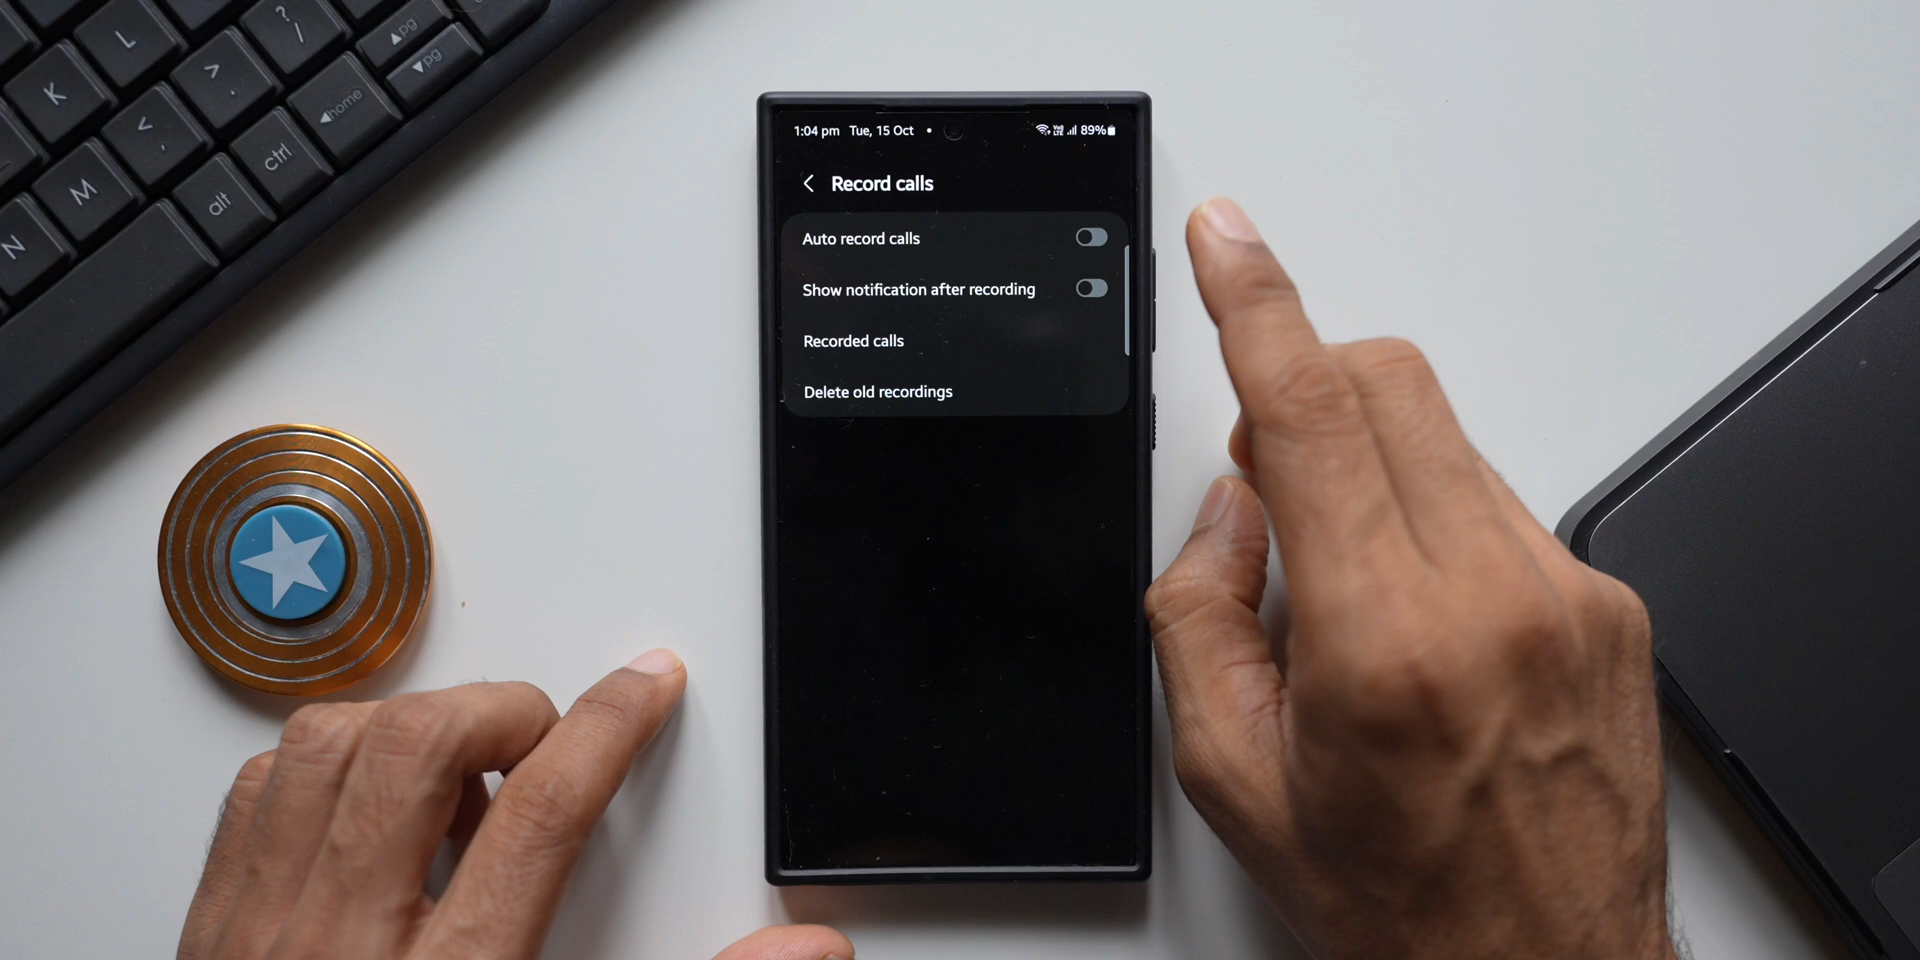 L
?
/
▲pg
▼pg
K
>
.
◀home
<
,
ctrl
M
alt
N
1:04 pm Tue, 15 Oct • 89%
Record calls
Auto record calls
Show notification after recording
Recorded calls
Delete old recordings